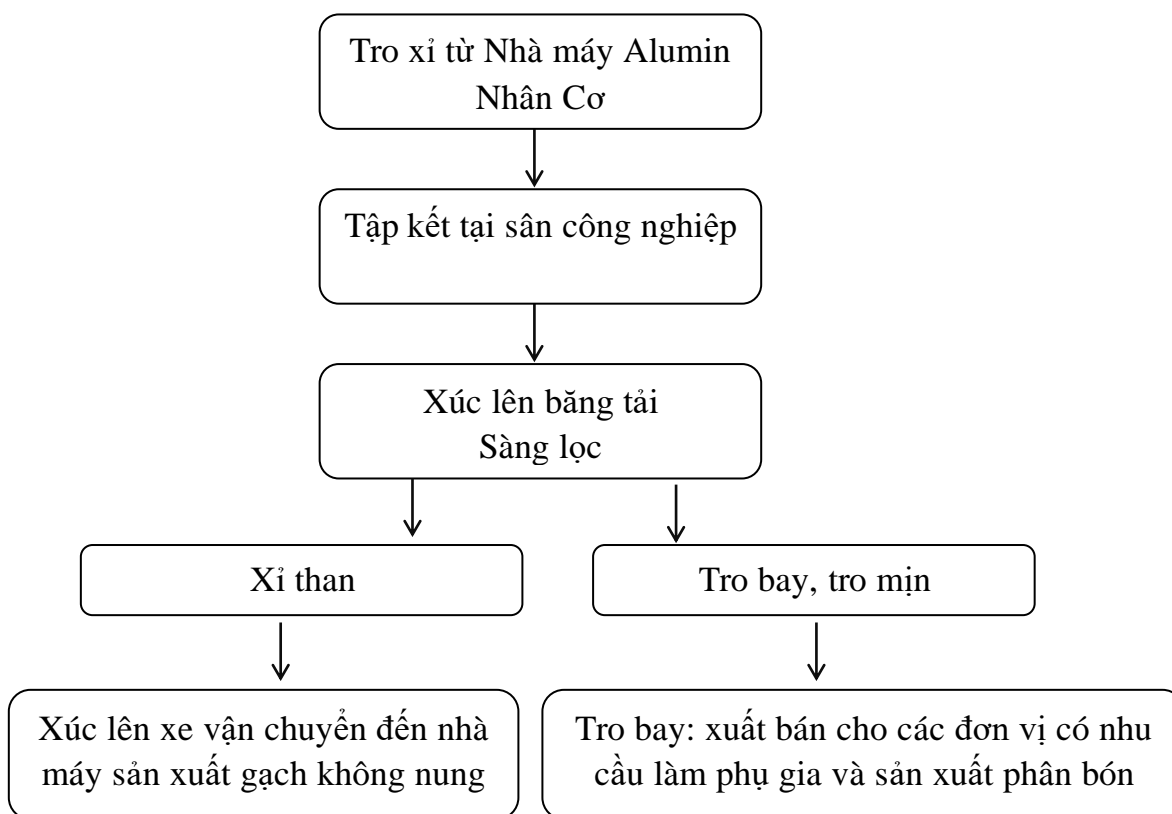 Tro xỉ từ Nhà máy Alumin
Nhân Cơ
Tập kết tại sân công nghiệp
Xúc lên băng tải
Sàng lọc
Xỉ than
Tro bay, tro mịn
Xúc lên xe vận chuyển đến nhà
máy sản xuất gạch không nung
Tro bay: xuất bán cho các đơn vị có nhu
cầu làm phụ gia và sản xuất phân bón